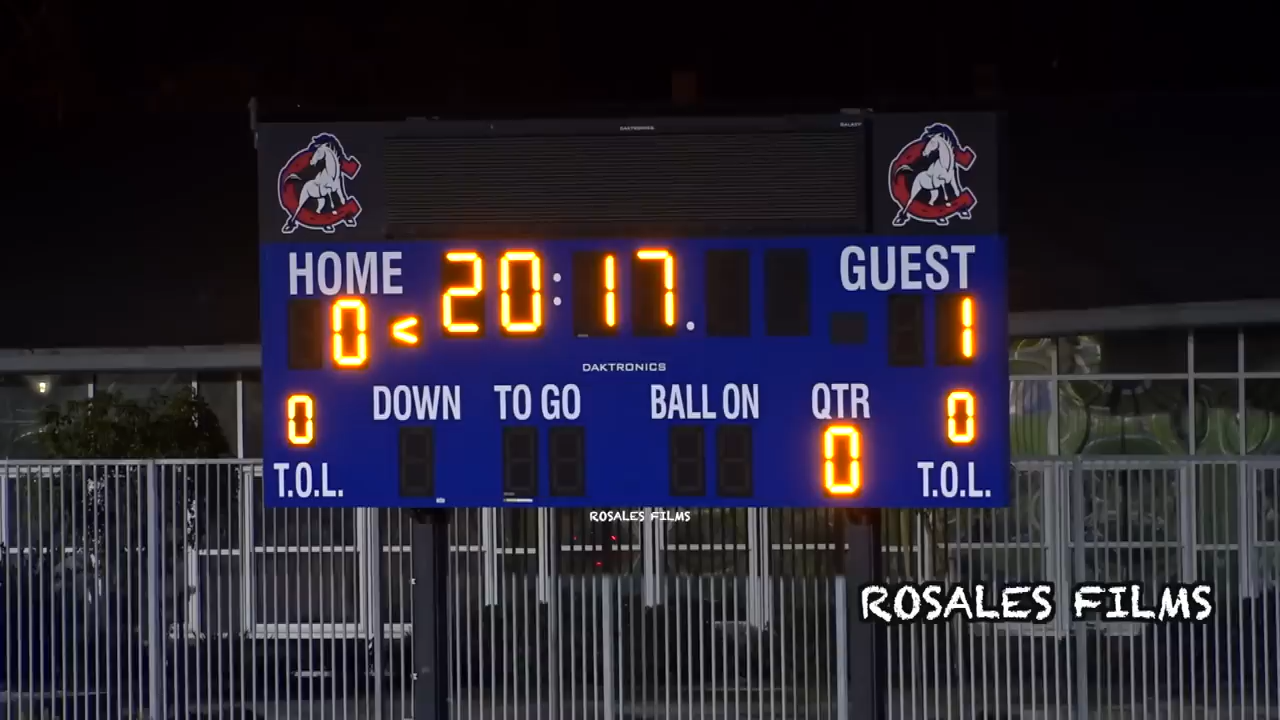 DAKTRONICS GALAXY
HOME 20:17. GUEST
0 < 1
DAKTRONICS
DOWN TO GO BALL ON QTR
0 0 0
T.O.L. T.O.L.
ROSALES FILMS
ROSALES FILMS